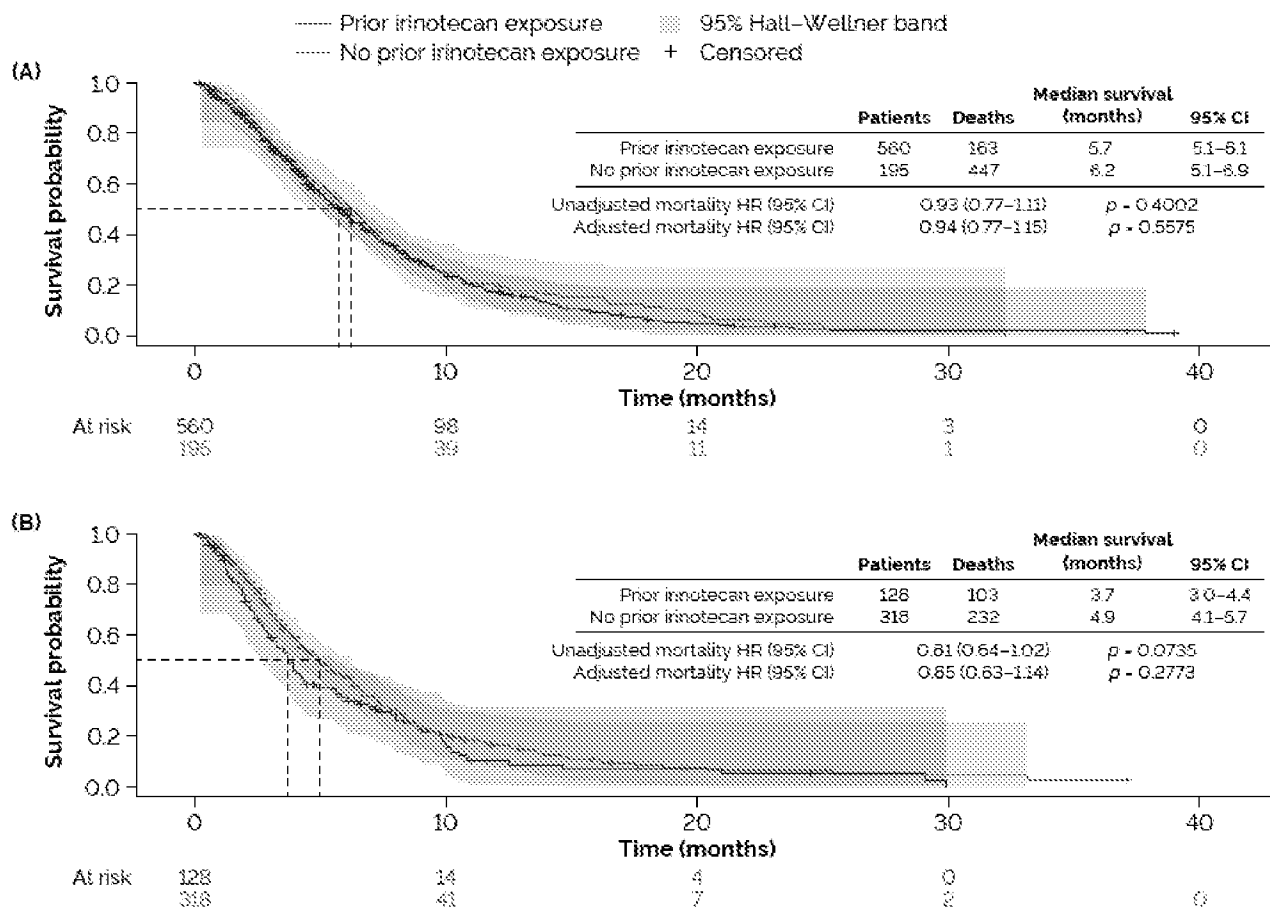 Prior irinotecan exposure 95% Hall–Wellner band
No prior irinotecan exposure + Censored
(A)
Survival probability
1.0
0.8
0.6
0.4
0.2
0.0
Median survival
Patients Deaths (months) 95% CI
Prior irinotecan exposure 560 163 5.7 5.1–6.1
No prior irinotecan exposure 195 447 6.2 5.1–6.9
Unadjusted mortality HR (95% CI) 0.93 (0.77–1.11) p = 0.4002
Adjusted mortality HR (95% CI) 0.94 (0.77–1.15) p = 0.5575
0 10 20 30 40
Time (months)
At risk 560 98 14 3 0
195 39 11 1 0
(B)
Survival probability
1.0
0.8
0.6
0.4
0.2
0.0
Median survival
Patients Deaths (months) 95% CI
Prior irinotecan exposure 128 103 3.7 3.0–4.4
No prior irinotecan exposure 318 232 4.9 4.1–5.7
Unadjusted mortality HR (95% CI) 0.81 (0.64–1.02) p = 0.0735
Adjusted mortality HR (95% CI) 0.85 (0.63–1.14) p = 0.2773
0 10 20 30 40
Time (months)
At risk 128 14 4 0
318 41 7 2 0